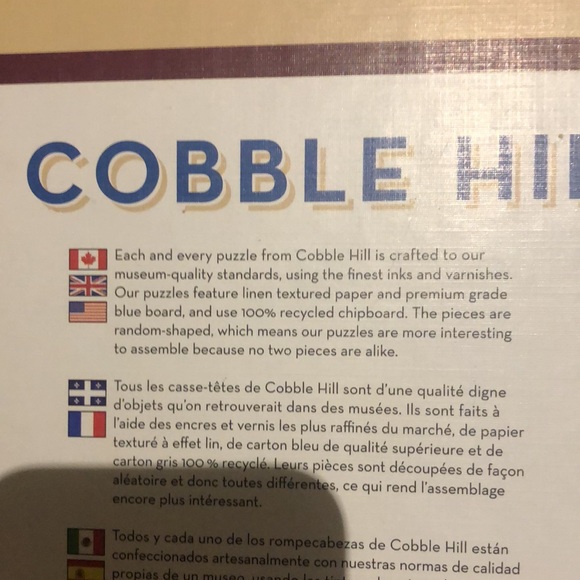 COBBLE HI
Each and every puzzle from Cobble Hill is crafted to our
museum-quality standards, using the finest inks and varnishes.
Our puzzles feature linen textured paper and premium grade
blue board, and use 100% recycled chipboard. The pieces are
random-shaped, which means our puzzles are more interesting
to assemble because no two pieces are alike.
Tous les casse-têtes de Cobble Hill sont d'une qualité digne
d'objets qu'on retrouverait dans des musées. Ils sont faits à
l'aide des encres et vernis les plus raffinés du marché, de papier
texturé à effet lin, de carton bleu de qualité supérieure et de
carton gris 100 % recyclé. Leurs pièces sont découpées de façon
aléatoire et donc toutes différentes, ce qui rend l'assemblage
encore plus intéressant.
Todos y cada uno de los rompecabezas de Cobble Hill están
confeccionados artesanalmente con nuestras normas de calidad
propias de un museo, usando